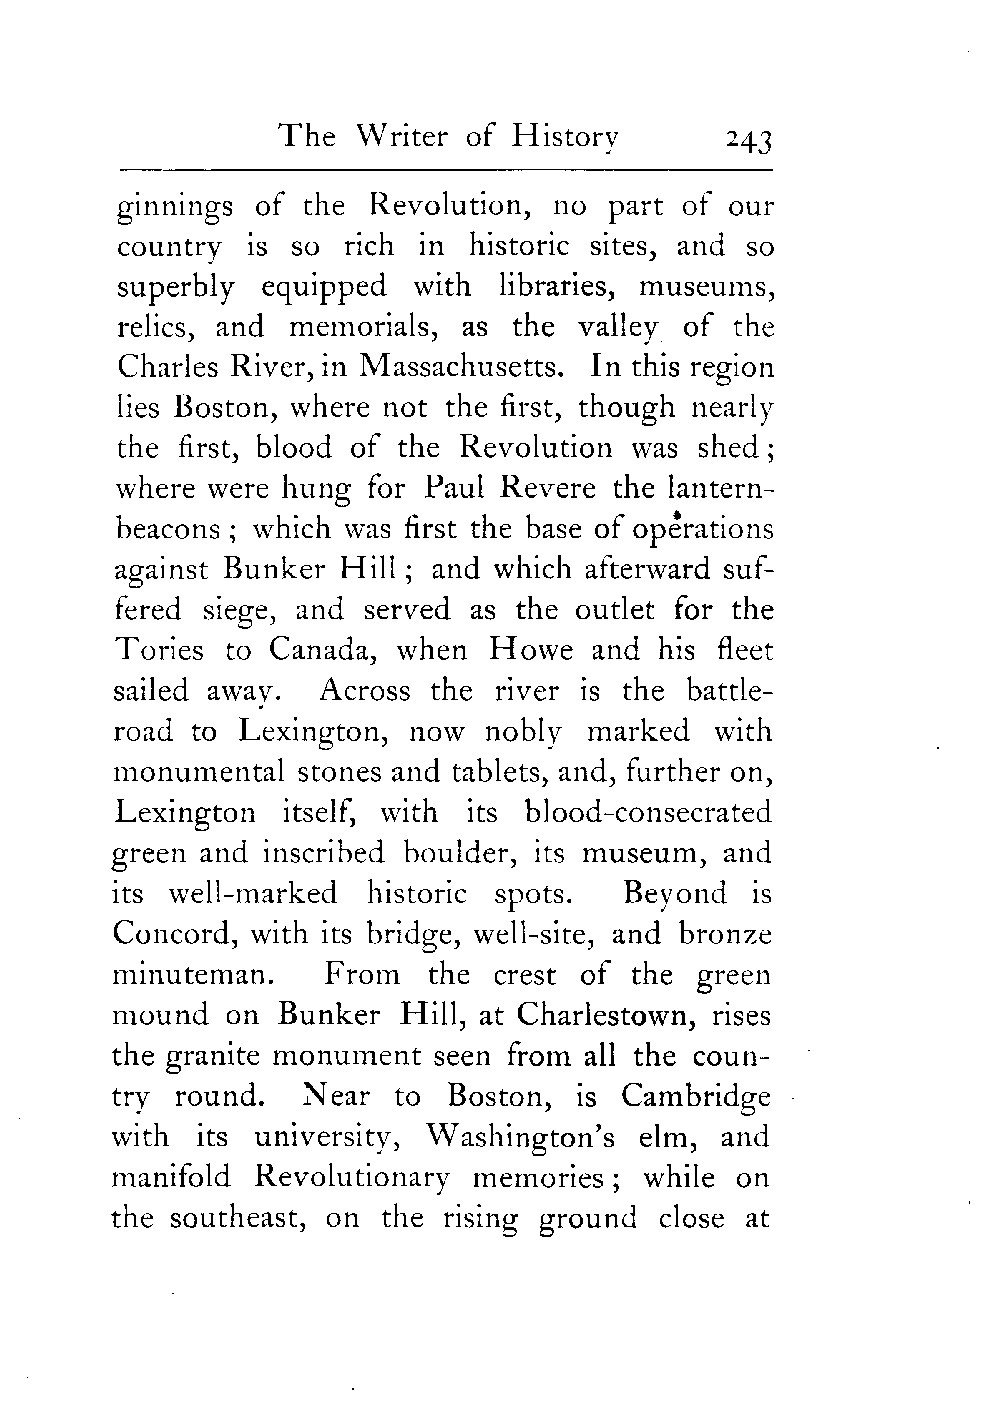 The Writer of History 243
ginnings of the Revolution, no part of our
country is so rich in historic sites, and so
superbly equipped with libraries, museums,
relics, and memorials, as the valley of the
Charles River, in Massachusetts. In this region
lies Boston, where not the first, though nearly
the first, blood of the Revolution was shed;
where were hung for Paul Revere the lantern-
beacons; which was first the base of operations
against Bunker Hill; and which afterward suf-
fered siege, and served as the outlet for the
Tories to Canada, when Howe and his fleet
sailed away. Across the river is the battle-
road to Lexington, now nobly marked with
monumental stones and tablets, and, further on,
Lexington itself, with its blood-consecrated
green and inscribed boulder, its museum, and
its well-marked historic spots. Beyond is
Concord, with its bridge, well-site, and bronze
minuteman. From the crest of the green
mound on Bunker Hill, at Charlestown, rises
the granite monument seen from all the coun-
try round. Near to Boston, is Cambridge
with its university, Washington's elm, and
manifold Revolutionary memories; while on
the southeast, on the rising ground close at